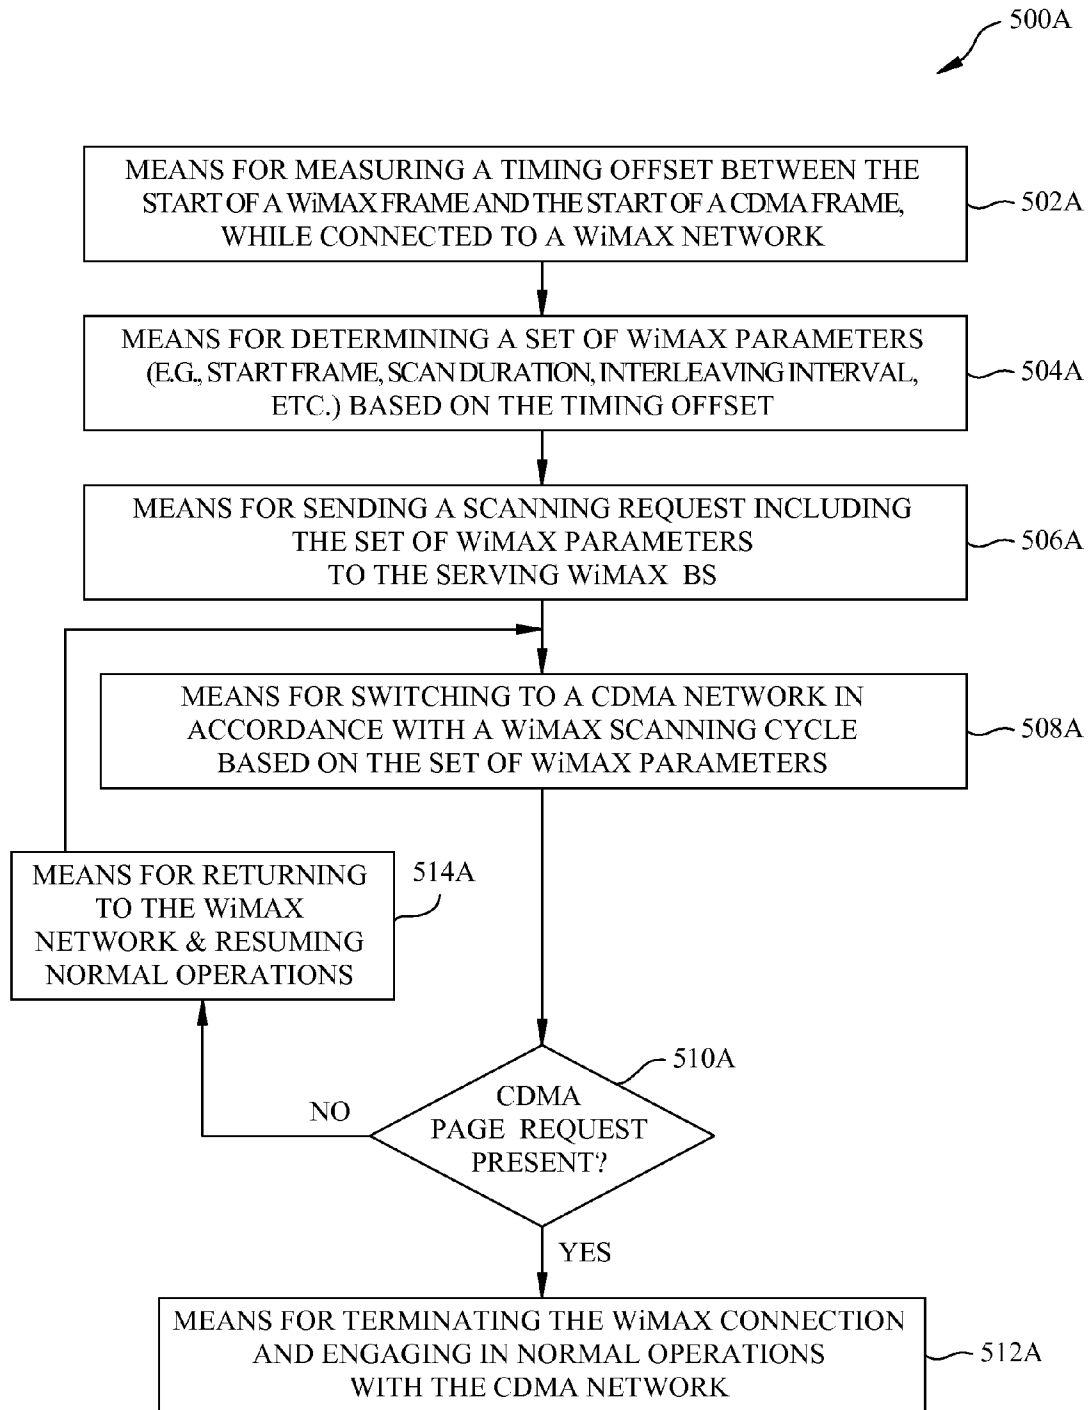 500A
MEANS FOR MEASURING A TIMING OFFSET BETWEEN THE
START OF A WiMAX FRAME AND THE START OF A CDMA FRAME,
WHILE CONNECTED TO A WiMAX NETWORK
502A
MEANS FOR DETERMINING A SET OF WiMAX PARAMETERS
(E.G., START FRAME, SCAN DURATION, INTERLEAVING INTERVAL,
ETC.) BASED ON THE TIMING OFFSET
504A
MEANS FOR SENDING A SCANNING REQUEST INCLUDING
THE SET OF WiMAX PARAMETERS
TO THE SERVING WiMAX BS
506A
MEANS FOR SWITCHING TO A CDMA NETWORK IN
ACCORDANCE WITH A WiMAX SCANNING CYCLE
BASED ON THE SET OF WiMAX PARAMETERS
508A
MEANS FOR RETURNING
TO THE WiMAX
NETWORK & RESUMING
NORMAL OPERATIONS
514A
510A
CDMA
PAGE REQUEST
PRESENT?
NO
YES
MEANS FOR TERMINATING THE WiMAX CONNECTION
AND ENGAGING IN NORMAL OPERATIONS
WITH THE CDMA NETWORK
512A